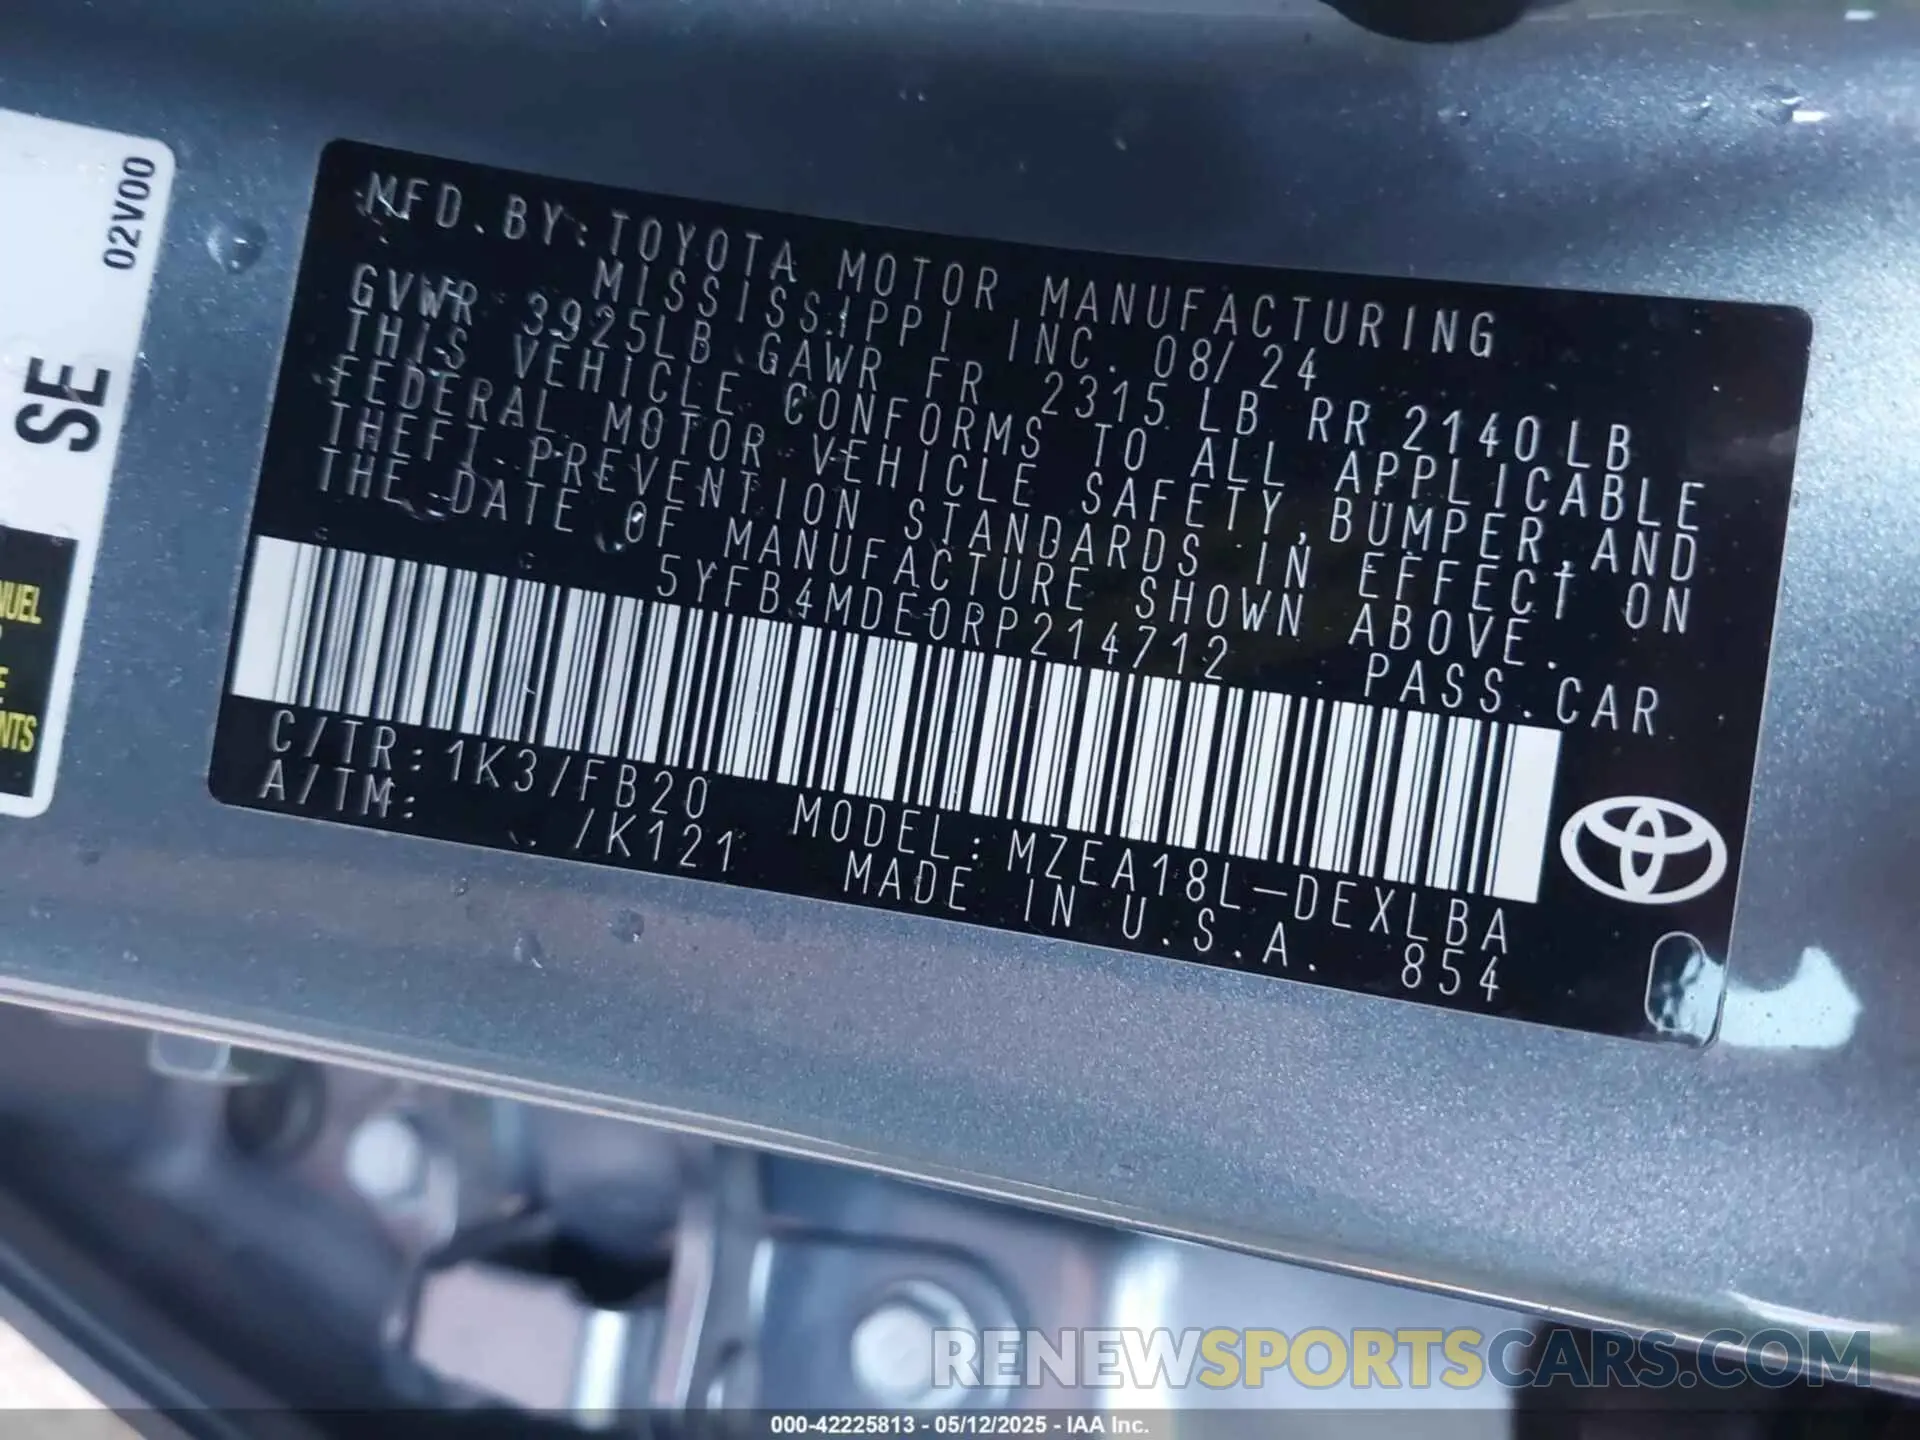 02V00
SE
NUEL
E
NTS
MFD.BY:TOYOTA MOTOR MANUFACTURING
MISSISSIPPI INC. 08/24
GVWR 3925LB GAWR FR 2315LB RR 2140LB
THIS VEHICLE CONFORMS TO ALL APPLICABLE
FEDERAL MOTOR VEHICLE SAFETY,BUMPER,AND
THEFT PREVENTION STANDARDS IN EFFECT ON
THE DATE OF MANUFACTURE SHOWN ABOVE.
5YFB4MDE0RP214712 PASS.CAR
C/TR:1K3/FB20 MODEL:MZEA18L-DEXLBA
A/TM: /K121 MADE IN U.S.A. 854
RENEWSPORTSCARS.COM
000-42225813 - 05/12/2025 - IAA Inc.